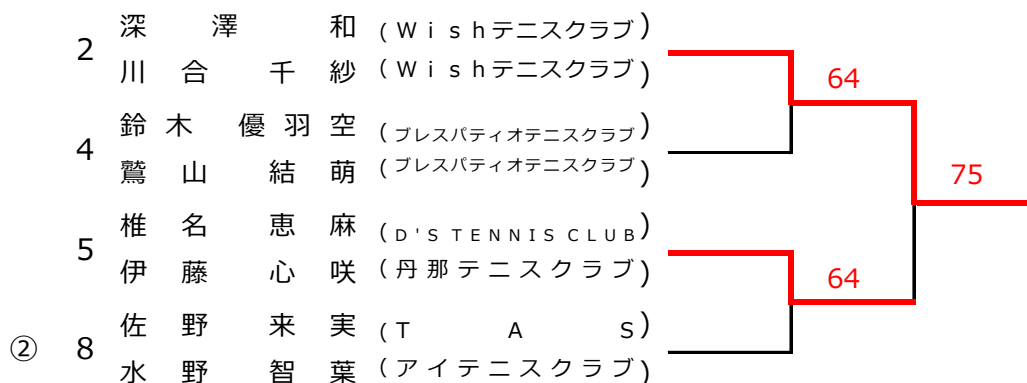 2 深澤 和 (Wishテニスクラブ)
川合 千紗 (Wishテニスクラブ)
64
4 鈴木 優羽空 (ブレスパティオテニスクラブ)
鷲山 結萌 (ブレスパティオテニスクラブ)
75
5 椎名 恵麻 (D'S TENNIS CLUB)
伊藤 心咲 (丹那テニスクラブ)
64
② 8 佐野 来実 (TAS)
水野 智葉 (アイテニスクラブ)